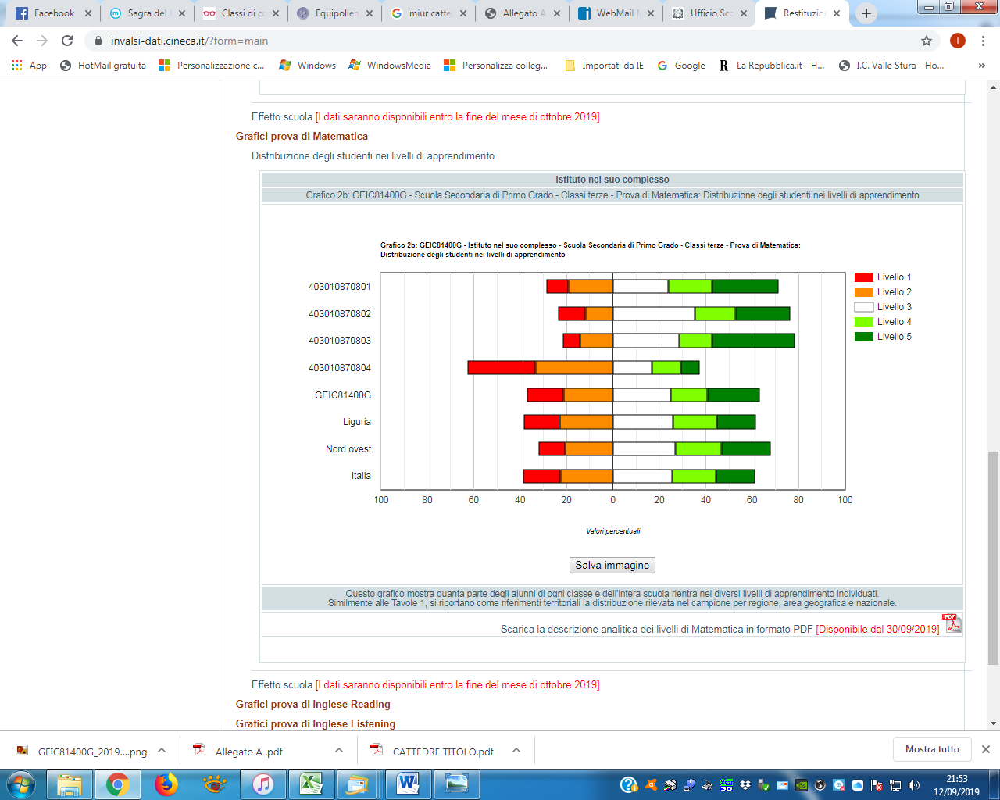 Facebook
Sagra del
Classi di co
Equipollen
miur catte
Allegato A
WebMail
Ufficio Sco
Restituzio
invalsi-dati.cineca.it/?form=main
I
App
HotMail gratuita
Personalizzazione c...
Windows
WindowsMedia
Personalizza colleg...
Importati da IE
Google
La Repubblica.it - H...
I.C. Valle Stura - Ho...
»
Effetto scuola [I dati saranno disponibili entro la fine del mese di ottobre 2019]
Grafici prova di Matematica
Distribuzione degli studenti nei livelli di apprendimento
Istituto nel suo complesso
Grafico 2b: GEIC81400G - Scuola Secondaria di Primo Grado - Classi terze - Prova di Matematica: Distribuzione degli studenti nei livelli di apprendimento
Grafico 2b: GEIC81400G - Istituto nel suo complesso - Scuola Secondaria di Primo Grado - Classi terze - Prova di Matematica:
Distribuzione degli studenti nei livelli di apprendimento
403010870801
403010870802
403010870803
403010870804
GEIC81400G
Liguria
Nord ovest
Italia
100 80 60 40 20 0 20 40 60 80 100
Livello 1
Livello 2
Livello 3
Livello 4
Livello 5
Valori percentuali
Salva immagine
Questo grafico mostra quanta parte degli alunni di ogni classe e dell'intera scuola rientra nei diversi livelli di apprendimento individuati.
Similmente alle Tavole 1, si riportano come riferimenti territoriali la distribuzione rilevata nel campione per regione, area geografica e nazionale.
Scarica la descrizione analitica dei livelli di Matematica in formato PDF [Disponibile dal 30/09/2019]
PDF
Effetto scuola [I dati saranno disponibili entro la fine del mese di ottobre 2019]
Grafici prova di Inglese Reading
Grafici prova di Inglese Listening
GEIC81400G_2019....png
Allegato A .pdf
CATTEDRE TITOLO.pdf
Mostra tutto
21:53
12/09/2019